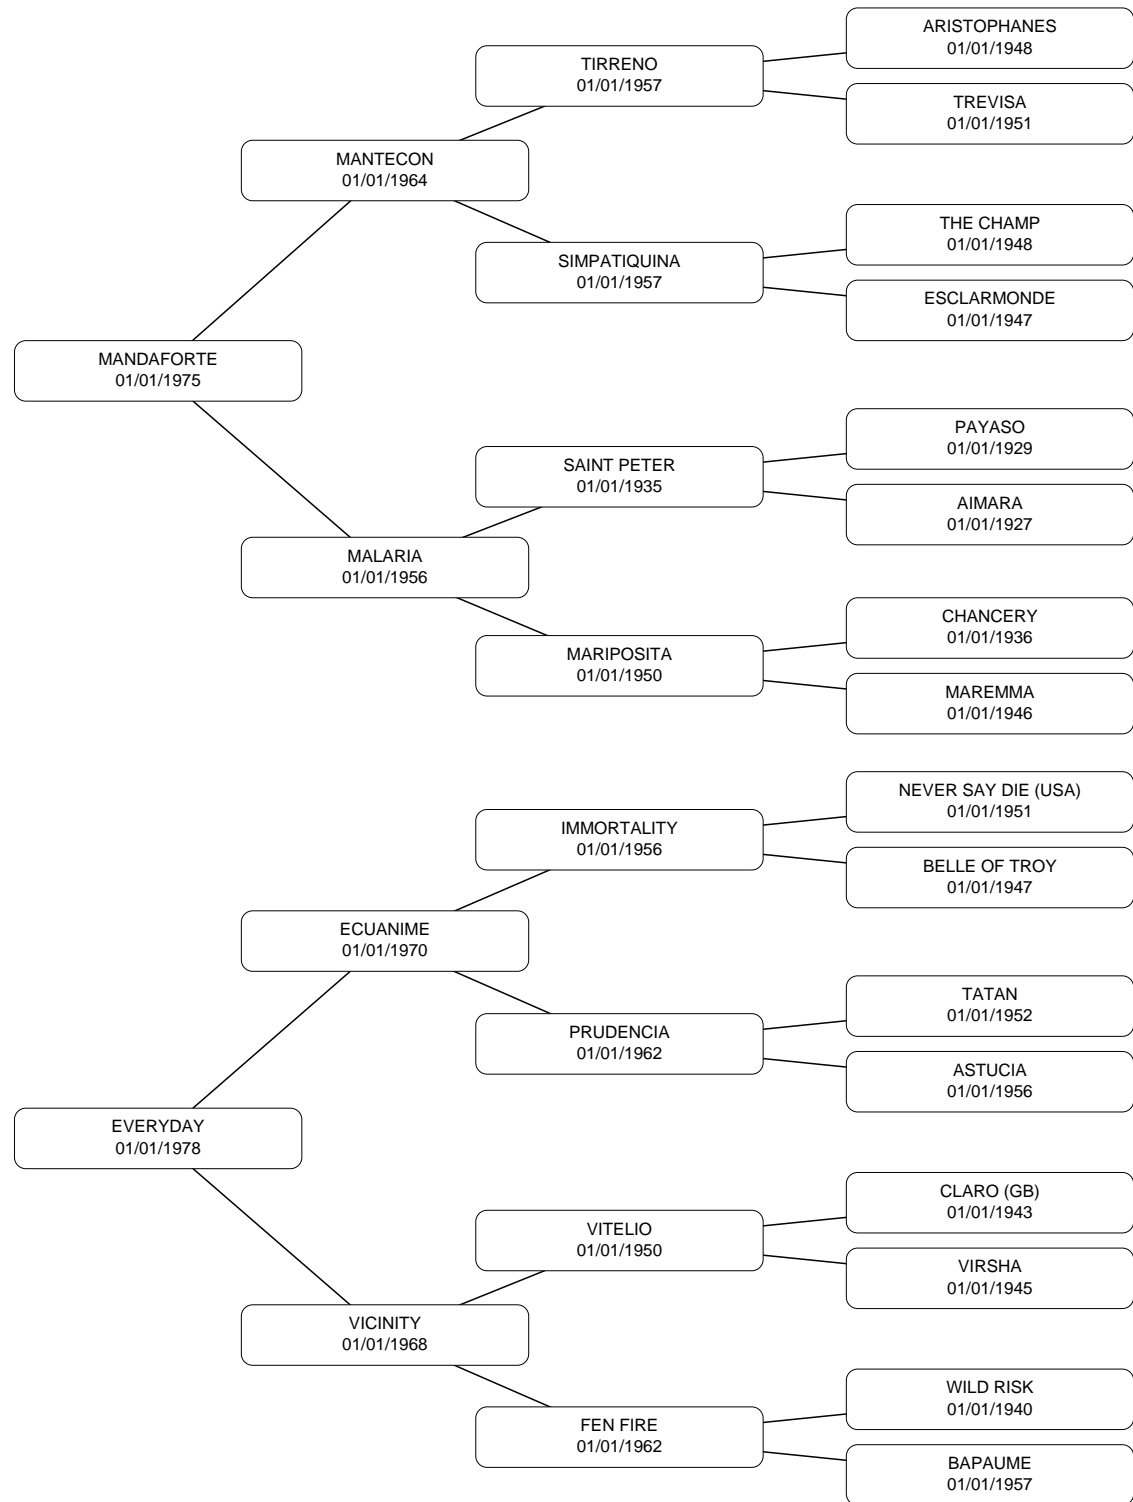 ARISTOPHANES
01/01/1948
TIRRENO
01/01/1957
TREVISA
01/01/1951
MANTECON
01/01/1964
THE CHAMP
01/01/1948
SIMPATIQUINA
01/01/1957
ESCLARMONDE
01/01/1947
MANDAFORTE
01/01/1975
PAYASO
01/01/1929
SAINT PETER
01/01/1935
AIMARA
01/01/1927
MALARIA
01/01/1956
CHANCERY
01/01/1936
MARIPOSITA
01/01/1950
MAREMMA
01/01/1946
NEVER SAY DIE (USA)
01/01/1951
IMMORTALITY
01/01/1956
BELLE OF TROY
01/01/1947
ECUANIME
01/01/1970
TATAN
01/01/1952
PRUDENCIA
01/01/1962
ASTUCIA
01/01/1956
EVERYDAY
01/01/1978
CLARO (GB)
01/01/1943
VITELIO
01/01/1950
VIRSHA
01/01/1945
VICINITY
01/01/1968
WILD RISK
01/01/1940
FEN FIRE
01/01/1962
BAPAUME
01/01/1957